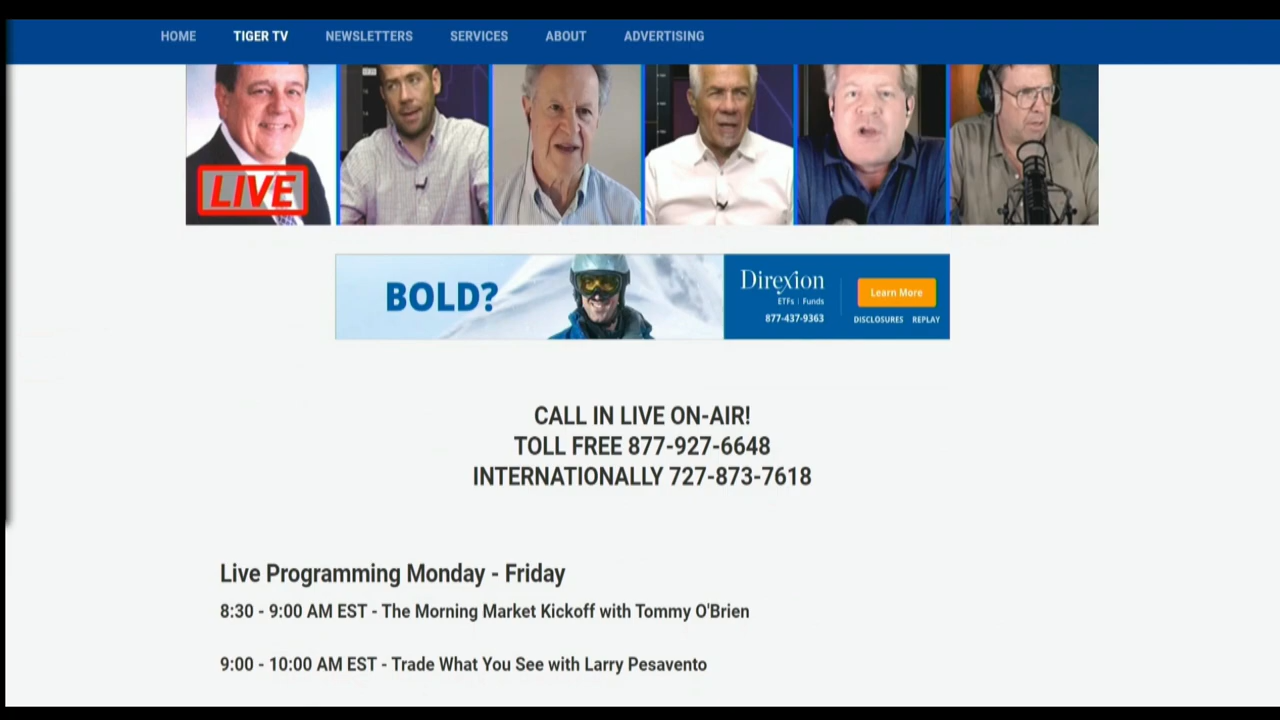 HOME TIGER TV NEWSLETTERS SERVICES ABOUT ADVERTISING
LIVE
BOLD?
Direxion
ETFs | Funds
877-437-9363
Learn More
DISCLOSURES REPLAY
CALL IN LIVE ON-AIR!
TOLL FREE 877-927-6648
INTERNATIONALLY 727-873-7618
Live Programming Monday - Friday
8:30 - 9:00 AM EST - The Morning Market Kickoff with Tommy O'Brien
9:00 - 10:00 AM EST - Trade What You See with Larry Pesavento